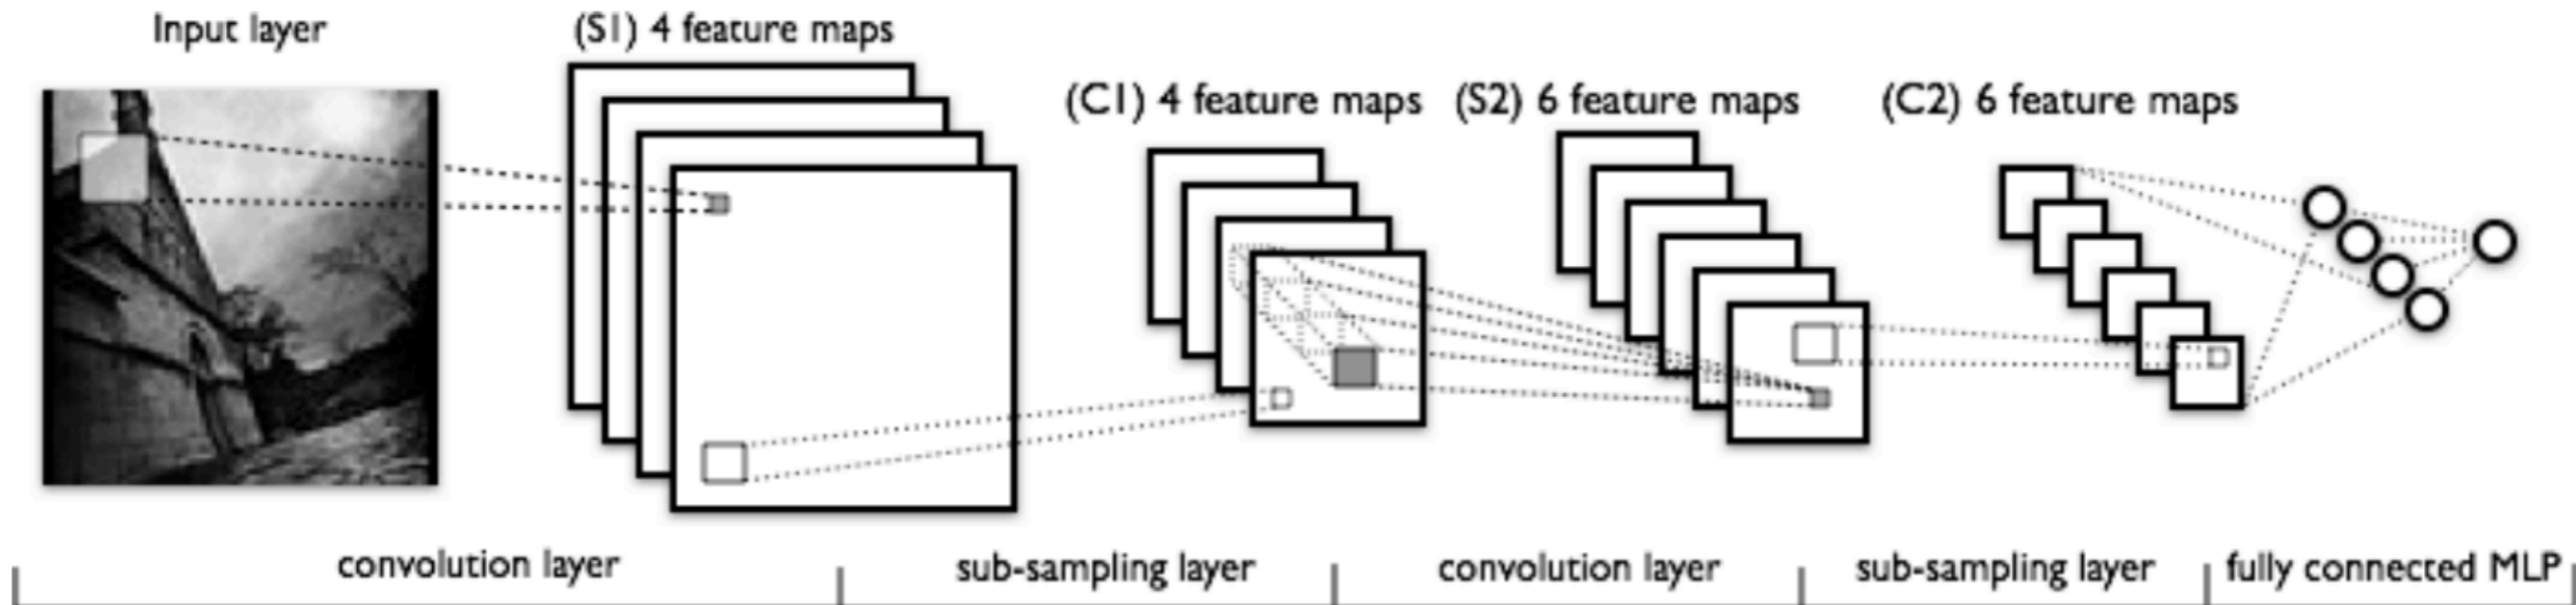 Input layer
(S1) 4 feature maps
(C1) 4 feature maps
(S2) 6 feature maps
(C2) 6 feature maps
convolution layer
sub-sampling layer
convolution layer
sub-sampling layer
fully connected MLP